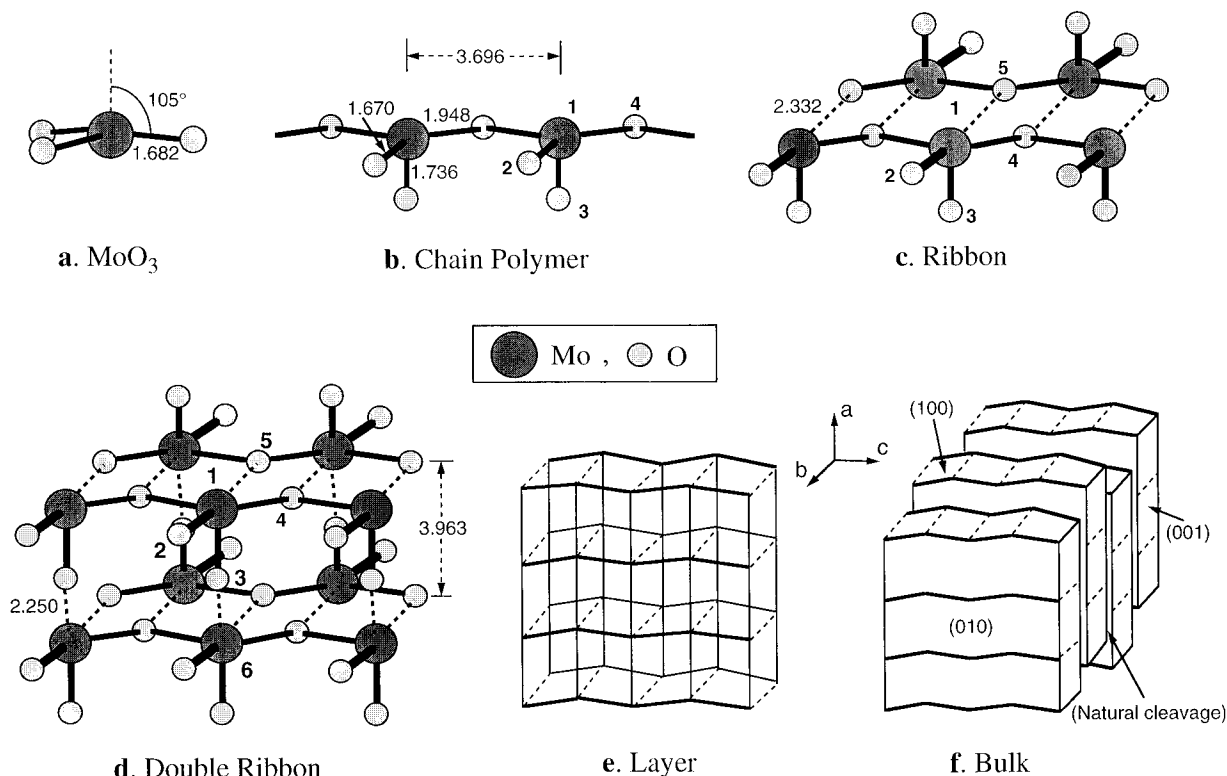 105°
1.682
a. MoO3
3.696
1.670
1.948
1.736
1
2
3
4
b. Chain Polymer
2.332
5
1
4
2
3
c. Ribbon
Mo , O
5
1
4
2
3
3.963
2.250
6
d. Double Ribbon
e. Layer
a
b
c
(100)
(001)
(010)
(Natural cleavage)
f. Bulk